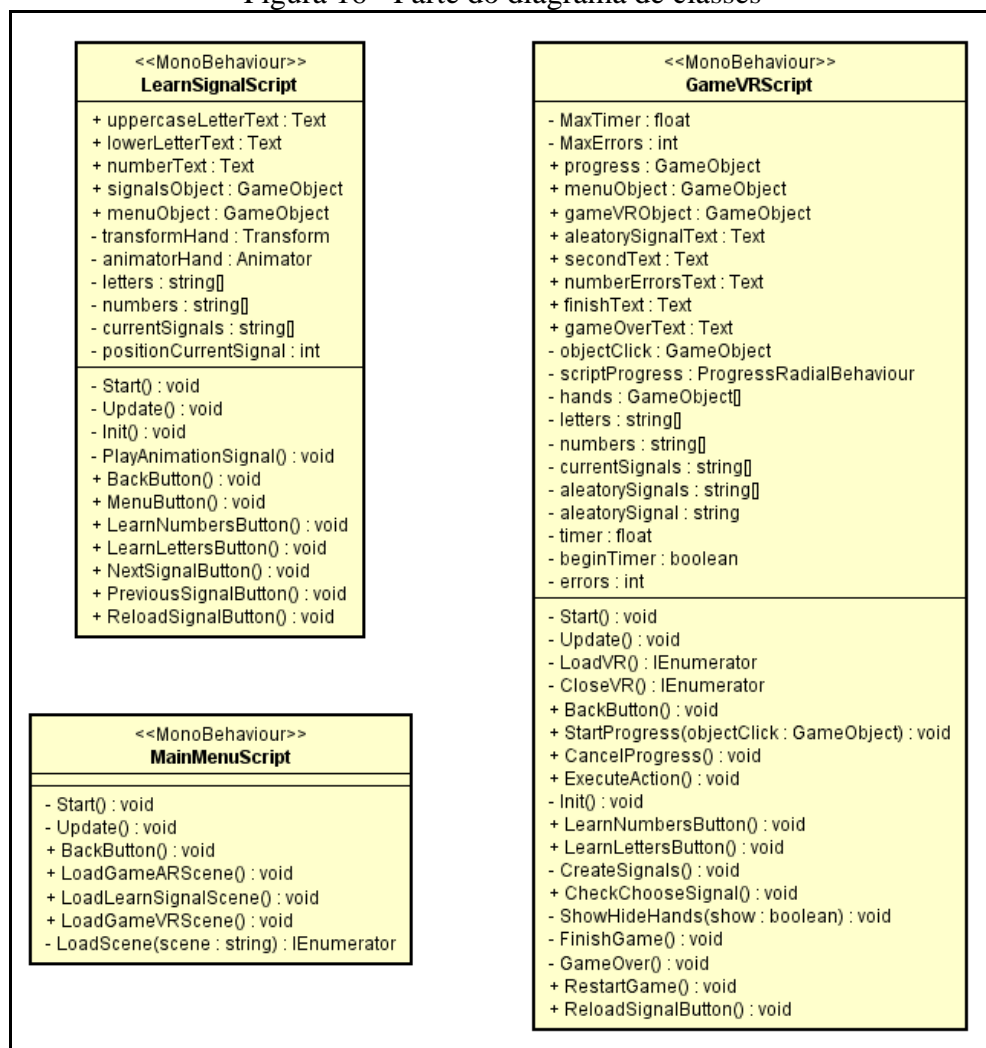 Figura 18 - Parte do diagrama de classes
<<MonoBehaviour>>
LearnSignalScript
+ uppercaseLetterText : Text
+ lowerLetterText : Text
+ numberText : Text
+ signalsObject : GameObject
+ menuObject : GameObject
- transformHand : Transform
- animatorHand : Animator
- letters : string[]
- numbers : string[]
- currentSignals : string[]
- positionCurrentSignal : int
- Start() : void
- Update() : void
- Init() : void
- PlayAnimationSignal() : void
+ BackButton() : void
+ MenuButton() : void
+ LearnNumbersButton() : void
+ LearnLettersButton() : void
+ NextSignalButton() : void
+ PreviousSignalButton() : void
+ ReloadSignalButton() : void
<<MonoBehaviour>>
MainMenuScript
- Start() : void
- Update() : void
+ BackButton() : void
+ LoadGameARScene() : void
+ LoadLearnSignalScene() : void
+ LoadGameVRScene() : void
- LoadScene(scene : string) : IEnumerator
<<MonoBehaviour>>
GameVRScript
- MaxTimer : float
- MaxErrors : int
+ progress : GameObject
+ menuObject : GameObject
+ gameVRObject : GameObject
+ aleatorySignalText : Text
+ secondText : Text
+ numberErrorsText : Text
+ finishText : Text
+ gameOverText : Text
- objectClick : GameObject
- scriptProgress : ProgressRadialBehaviour
- hands : GameObject[]
- letters : string[]
- numbers : string[]
- currentSignals : string[]
- aleatorySignals : string[]
- aleatorySignal : string
- timer : float
- beginTimer : boolean
- errors : int
- Start() : void
- Update() : void
- LoadVR() : IEnumerator
- CloseVR() : IEnumerator
+ BackButton() : void
+ StartProgress(objectClick : GameObject) : void
+ CancelProgress() : void
+ ExecuteAction() : void
- Init() : void
+ LearnNumbersButton() : void
+ LearnLettersButton() : void
- CreateSignals() : void
+ CheckChooseSignal() : void
- ShowHideHands(show : boolean) : void
- FinishGame() : void
- GameOver() : void
+ RestartGame() : void
+ ReloadSignalButton() : void